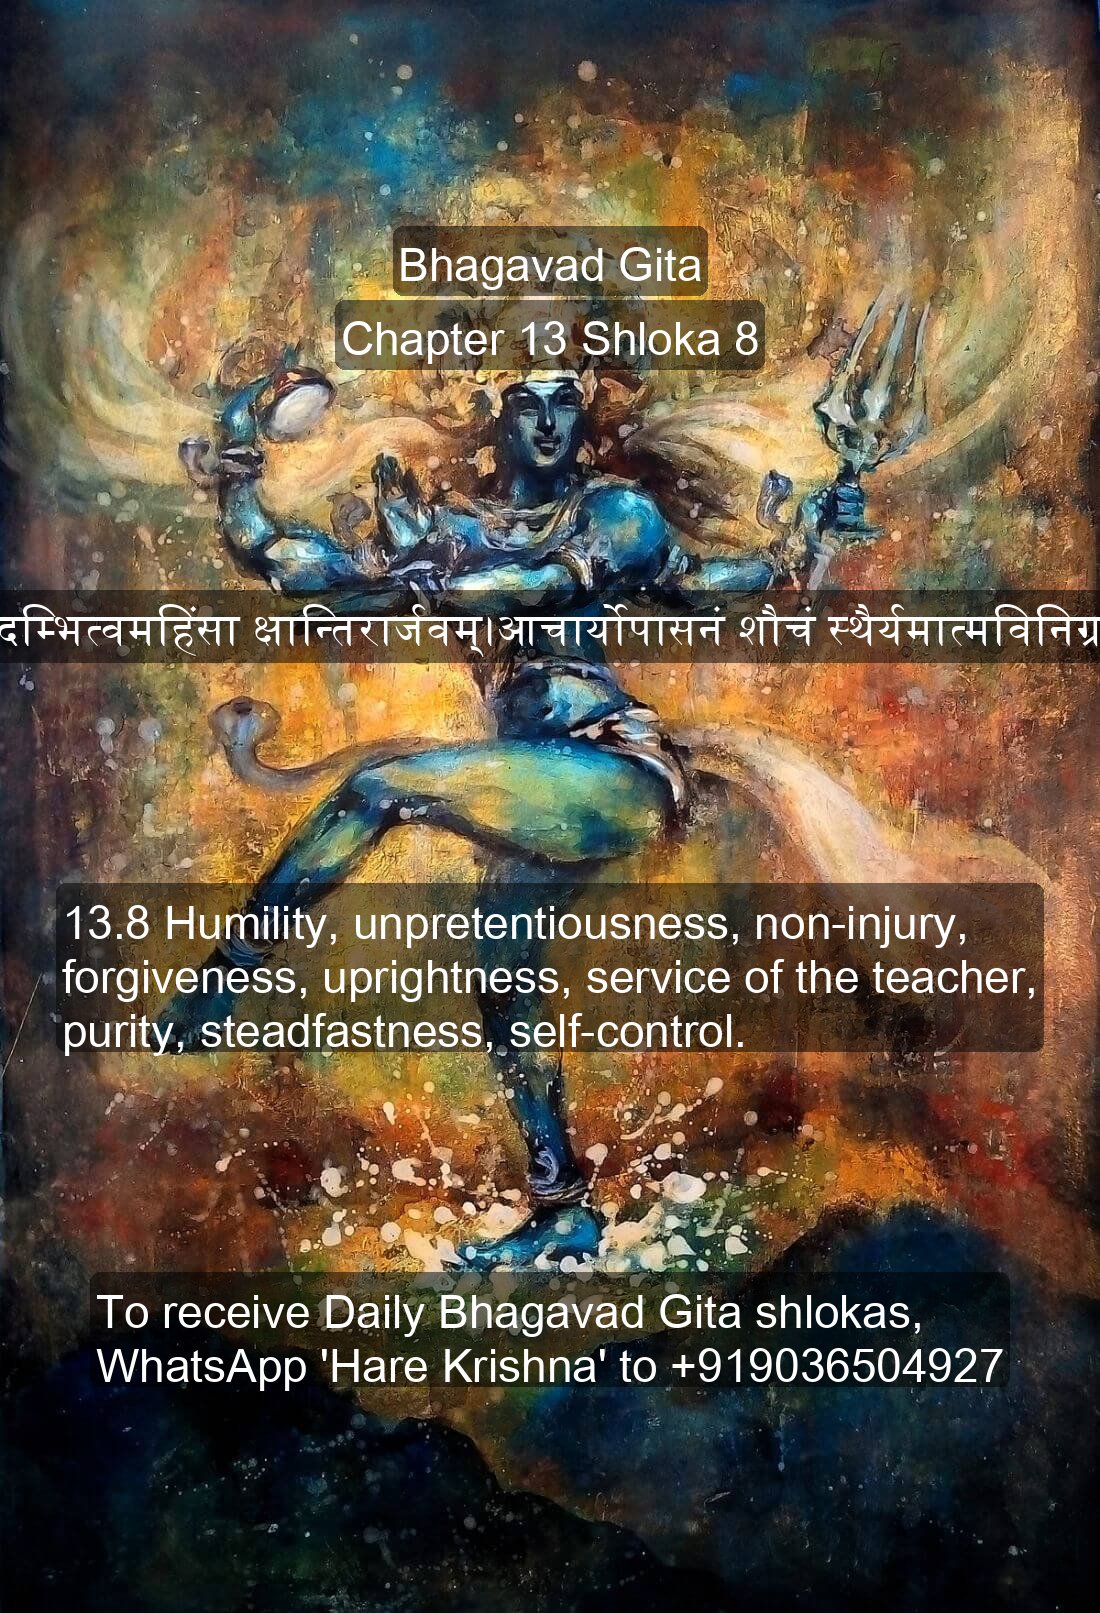 Bhagavad Gita
Chapter 13 Shloka 8
दम्भित्वमहिंसा क्षान्तिरार्जवम्।आचार्योपासनं शौचं स्थैर्यमात्मविनिग्र
13.8 Humility, unpretentiousness, non-injury,
forgiveness, uprightness, service of the teacher,
purity, steadfastness, self-control.
To receive Daily Bhagavad Gita shlokas,
WhatsApp 'Hare Krishna' to +919036504927